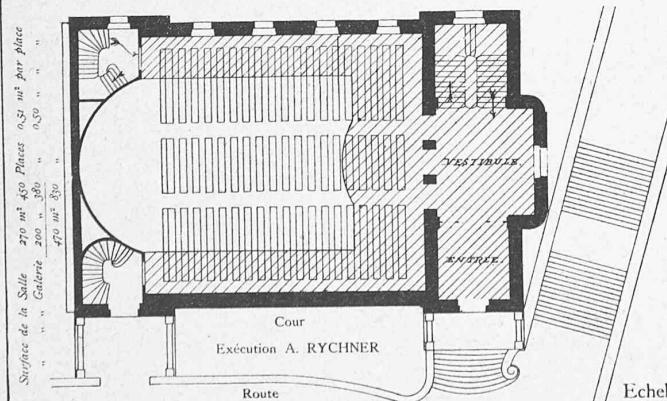 Surface de la Salle 270 m² 450 Places 0.51 m² par place
„ „ „ Galerie 200 „ 380 „ 0.50 „ „ „
470 m² 830 „
VESTIBULE.
ENTRÉE.
Cour
Exécution A. RYCHNER
Route
Echel